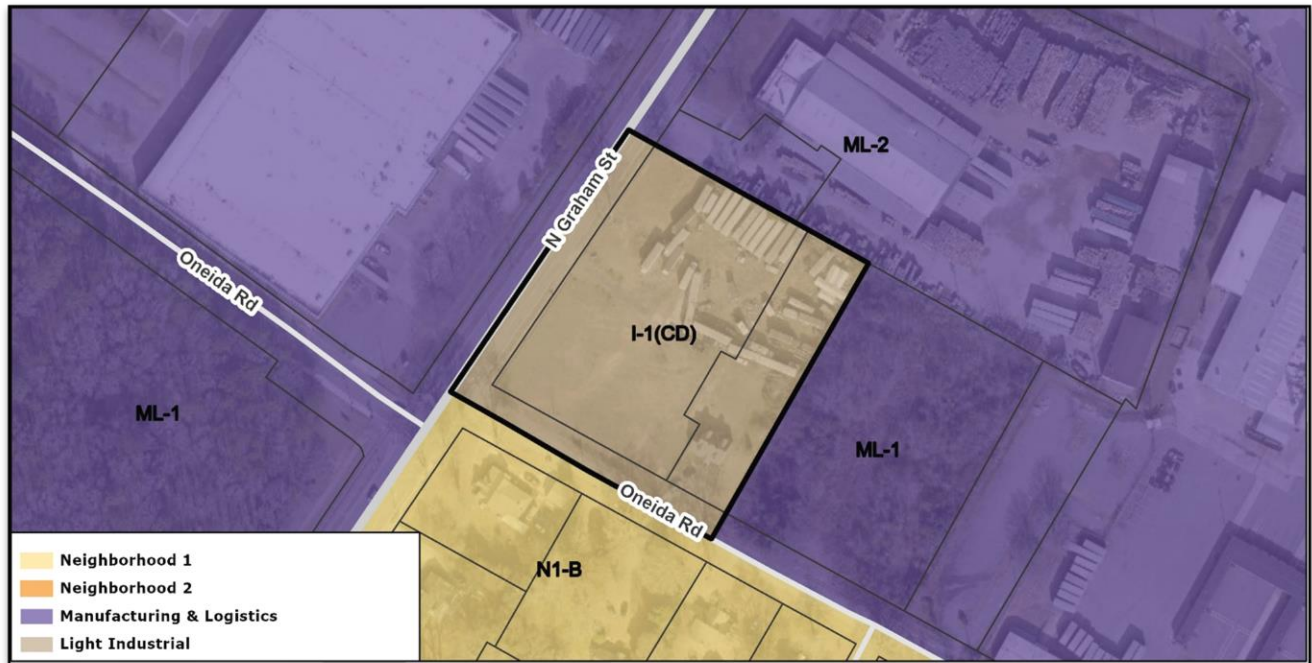 ML-2
N Graham St
Oneida Rd
I-1(CD)
ML-1
ML-1
Oneida Rd
N1-B
Neighborhood 1
Neighborhood 2
Manufacturing & Logistics
Light Industrial